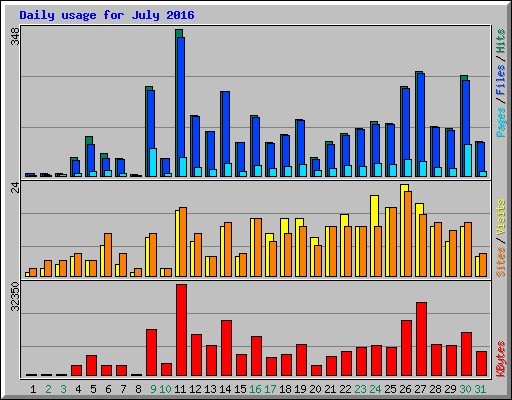 Daily usage for July 2016
348
24
32350
Pages / Files / Hits
Sites / Visits
KBytes
1 2 3 4 5 6 7 8 9 10 11 12 13 14 15 16 17 18 19 20 21 22 23 24 25 26 27 28 29 30 31